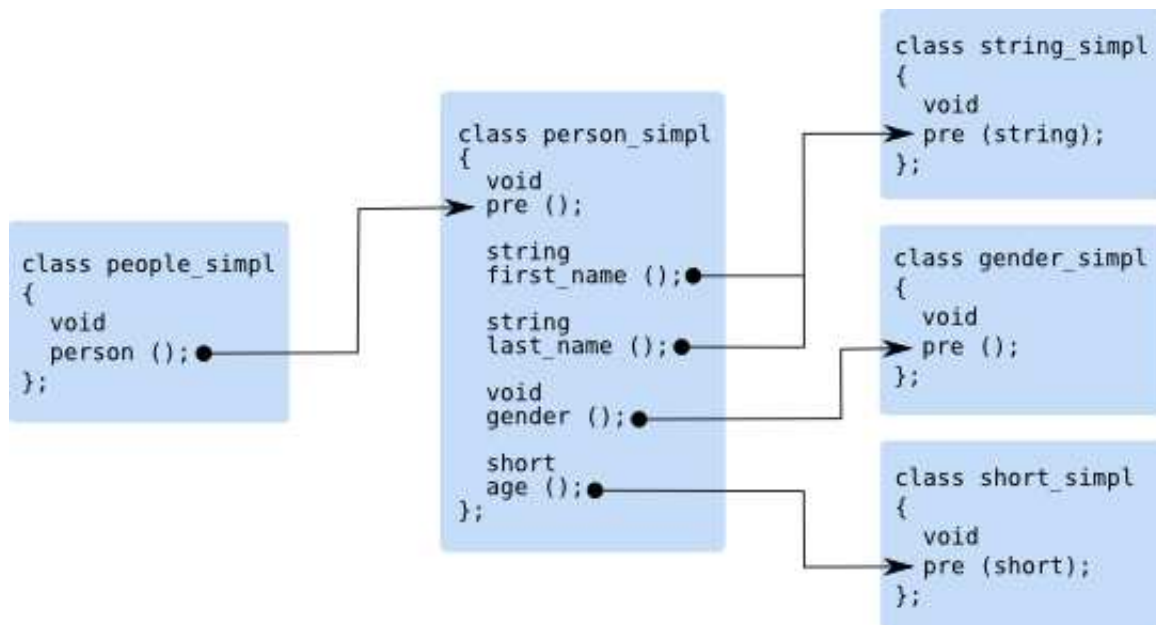 class people_simpl
{
void
person ();
};
class person_simpl
{
void
pre ();
string
first_name ();
string
last_name ();
void
gender ();
short
age ();
};
class string_simpl
{
void
pre (string);
};
class gender_simpl
{
void
pre ();
};
class short_simpl
{
void
pre (short);
};